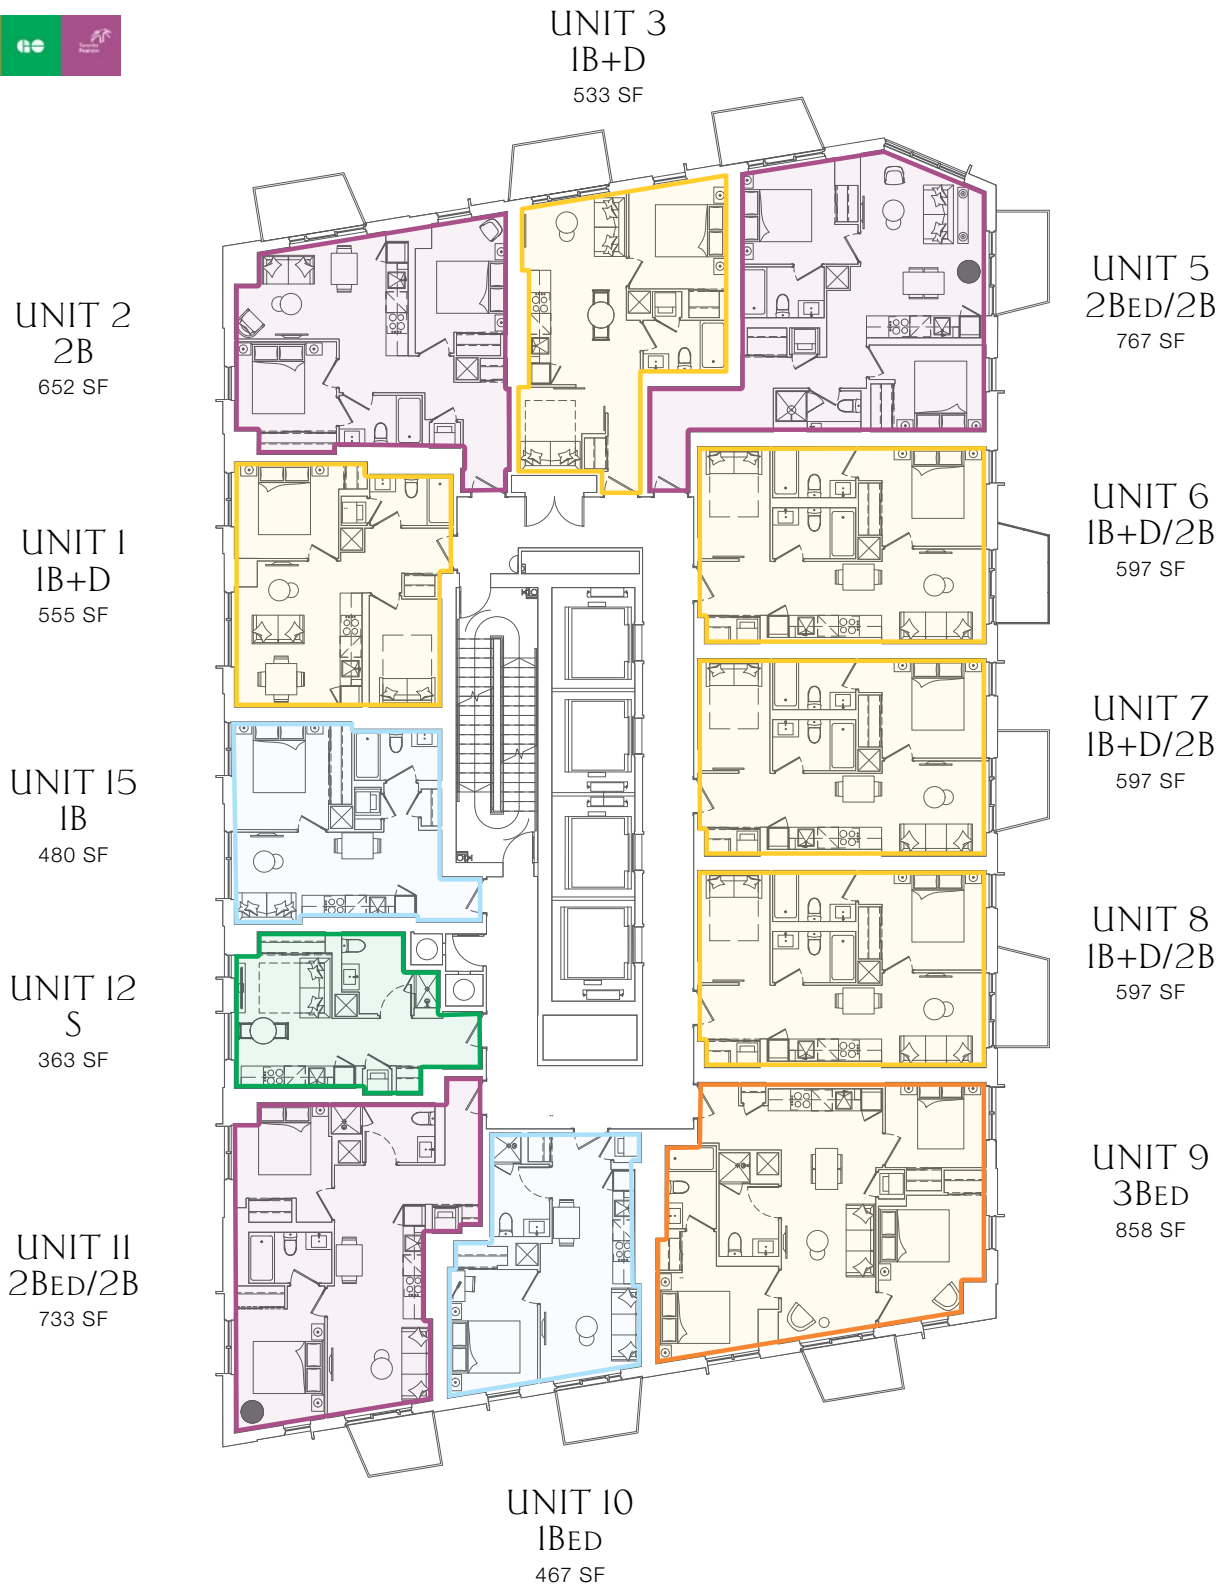 GO
Toronto
Pearson
UNIT 3
1B+D
533 SF
UNIT 2
2B
652 SF
UNIT 5
2BED/2B
767 SF
UNIT 1
1B+D
555 SF
UNIT 6
1B+D/2B
597 SF
UNIT 7
1B+D/2B
597 SF
UNIT 15
1B
480 SF
UNIT 8
1B+D/2B
597 SF
UNIT 12
S
363 SF
UNIT 9
3BED
858 SF
UNIT 11
2BED/2B
733 SF
UNIT 10
1BED
467 SF